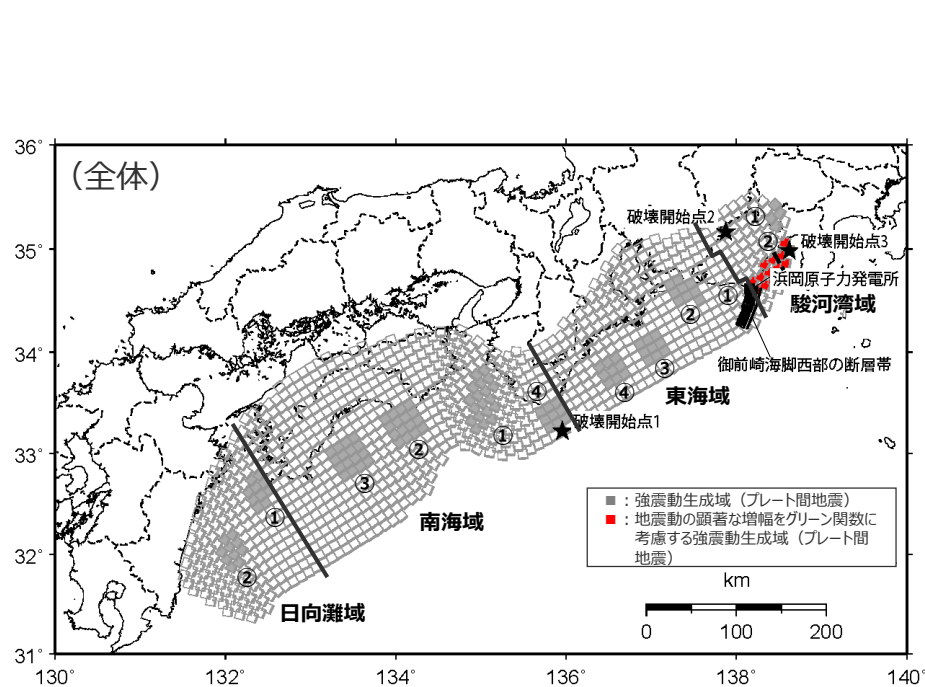 （全体）
36°
35°
34°
33°
32°
31°
130°
132°
134°
136°
138°
140°
破壊開始点2
①
②
破壊開始点3
浜岡原子力発電所
駿河湾域
①
②
御前崎海脚西部の断層帯
③
④
東海域
④
破壊開始点1
①
②
③
南海域
①
②
日向灘域
■：強震動生成域（プレート間地震）
■：地震動の顕著な増幅をグリーン関数に
考慮する強震動生成域（プレート間
地震）
km
0 100 200